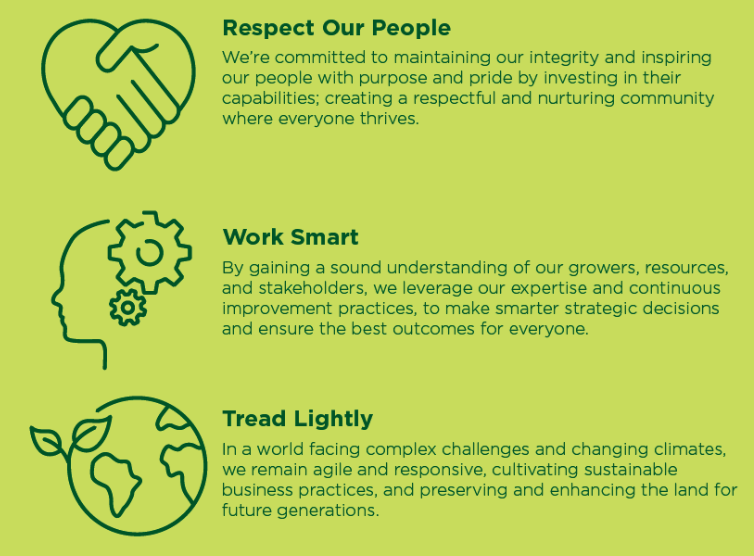 Respect Our People
We’re committed to maintaining our integrity and inspiring
our people with purpose and pride by investing in their
capabilities; creating a respectful and nurturing community
where everyone thrives.
Work Smart
By gaining a sound understanding of our growers, resources,
and stakeholders, we leverage our expertise and continuous
improvement practices, to make smarter strategic decisions
and ensure the best outcomes for everyone.
Tread Lightly
In a world facing complex challenges and changing climates,
we remain agile and responsive, cultivating sustainable
business practices, and preserving and enhancing the land for
future generations.